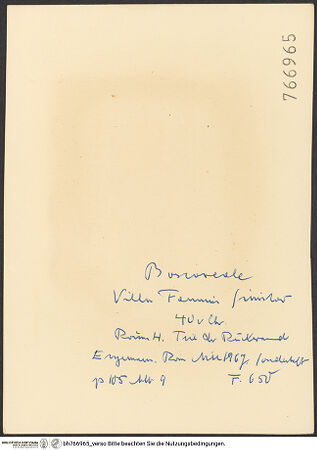 766965
Boscoreale
Villa Fannius Sinistor
40 v Chr.
Raum H. Teil der Rückwand
Röm Mitt 1967, Sonderheft
p 105 Abb 9 F. 650
bh766965_verso Bitte beachten Sie die Nutzungsbedingungen.